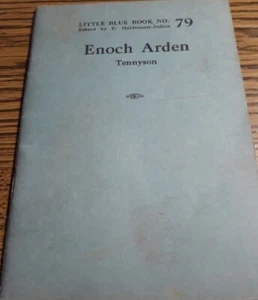 LITTLE BLUE BOOK NO. 79
Edited by E. Haldeman-Julius
Enoch Arden
Tennyson